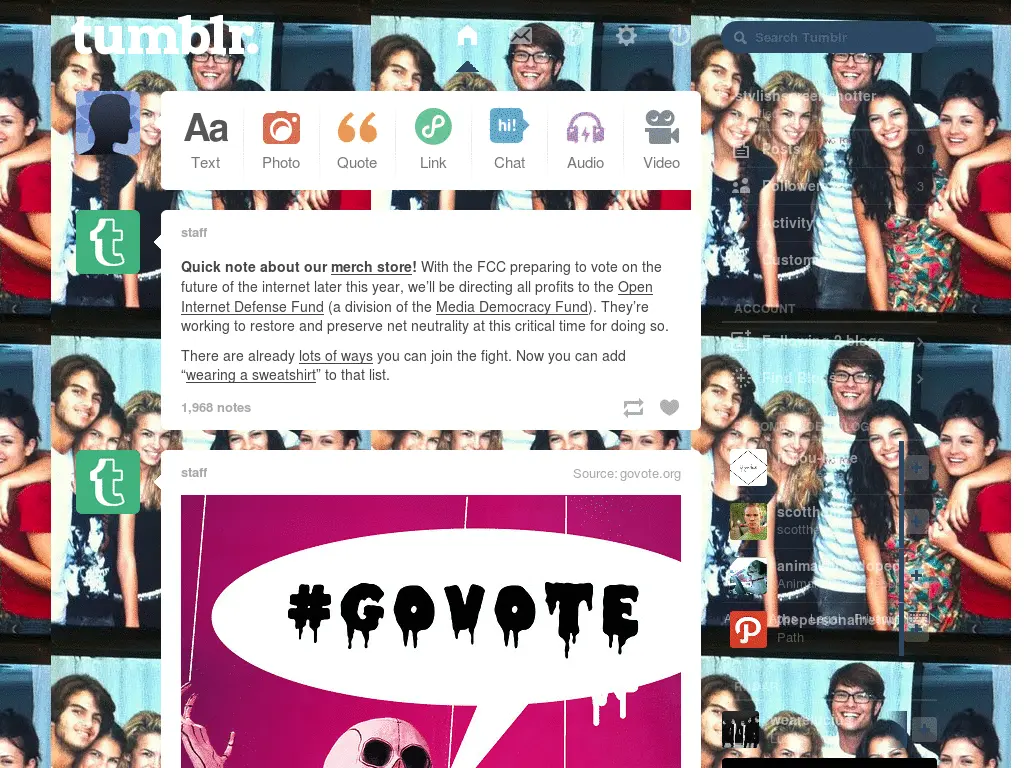 tumblr.
Search Tumblr
Aa
hi!
Text
Photo
Quote
Link
Chat
Audio
Video
staff
Quick note about our merch store! With the FCC preparing to vote on the
future of the internet later this year, we’ll be directing all profits to the Open
Internet Defense Fund (a division of the Media Democracy Fund). They’re
working to restore and preserve net neutrality at this critical time for doing so.
There are already lots of ways you can join the fight. Now you can add
“wearing a sweatshirt” to that list.
1,968 notes
staff
Source: govote.org
#GOVOTE
Posts
0
Followers
3
Activity
ACCOUNT
Following 2 blogs
Find Blogs
Path